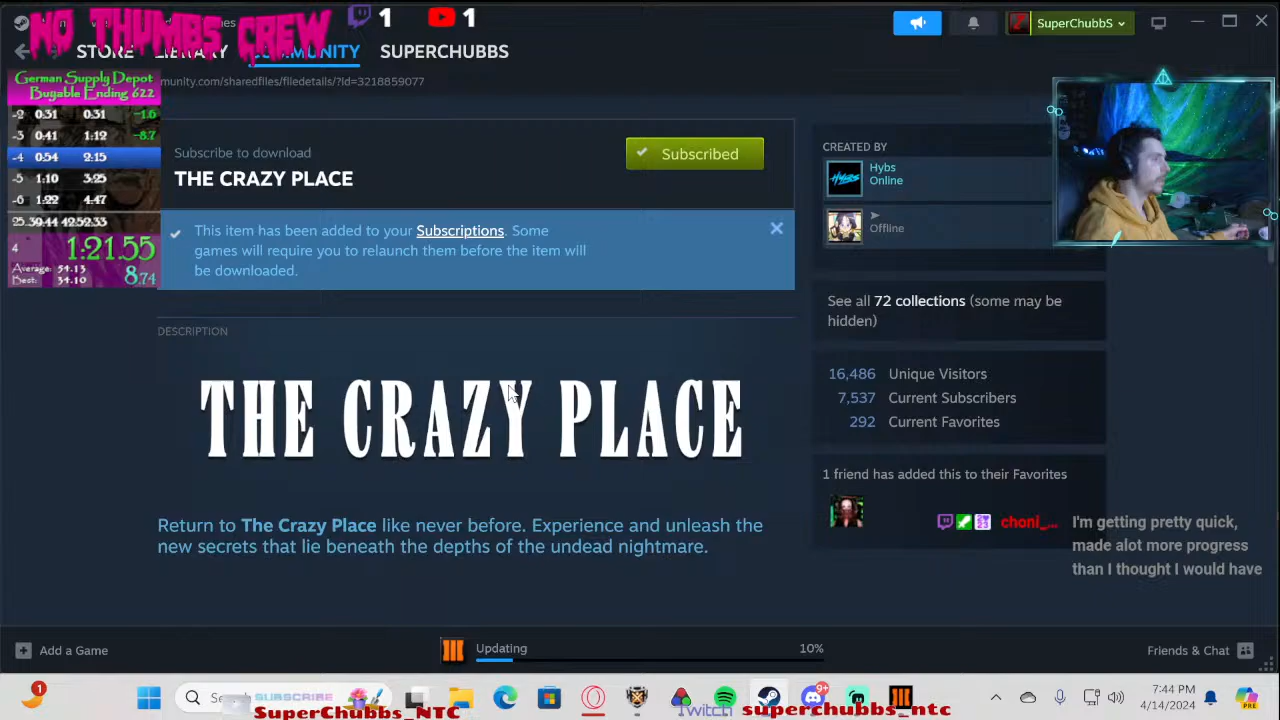 NO THUMBS CREW
1
1
SuperChubbS
STORE
COMMUNITY
SUPERCHUBBS
munity.com/sharedfiles/filedetails/?id=3218859077
German Supply Depot
Buyable Ending 622
-2 0:31 0:31 -1.6
-3 0:41 1:12 -8.7
-4 0:54 2:15
-5 1:10 3:25
-6 1:22 4:47
4
1:21.55
Average: 54.13
Best: 34.10
8.74
Subscribe to download
THE CRAZY PLACE
Subscribed
This item has been added to your Subscriptions. Some
games will require you to relaunch them before the item will
be downloaded.
DESCRIPTION
THE CRAZY PLACE
Return to The Crazy Place like never before. Experience and unleash the
new secrets that lie beneath the depths of the undead nightmare.
CREATED BY
Hybs
Online
Offline
See all 72 collections (some may be
hidden)
16,486 Unique Visitors
7,537 Current Subscribers
292 Current Favorites
1 friend has added this to their Favorites
choni_...
I'm getting pretty quick,
made alot more progress
than I thought I would have
Add a Game
III
Updating
10%
Friends & Chat
1
SUBSCRIBE
9+
III
7:44 PM
4/14/2024
PRE
SuperChubbs_NTC
Twitch
superchubbs_ntc